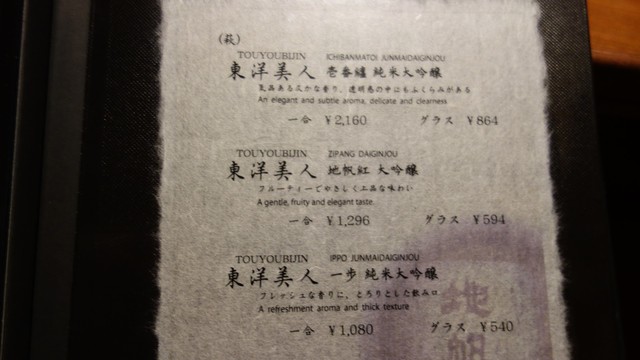 (萩)
TOUYOUBIJIN ICHIBANMATOI JUNMAIDAIGINJOU
東洋美人 壱番纏 純米大吟醸
気品ある仄かな香り、透明感の中にもふくらみがある
An elegant and subtle aroma, delicate and clearness
一合 ¥2,160 グラス ¥864
TOUYOUBIJIN ZIPANG DAIGINJOU
東洋美人 地帆紅 大吟醸
フルーティーでやさしく上品な味わい
A gentle, fruity and elegant taste.
一合 ¥1,296 グラス ¥594
TOUYOUBIJIN IPPO JUNMAIDAIGINJOU
東洋美人 一歩 純米大吟醸
フレッシュな香りに、とろりとした飲み口
A refreshment aroma and thick texture
一合 ¥1,080 グラス ¥540
地帆